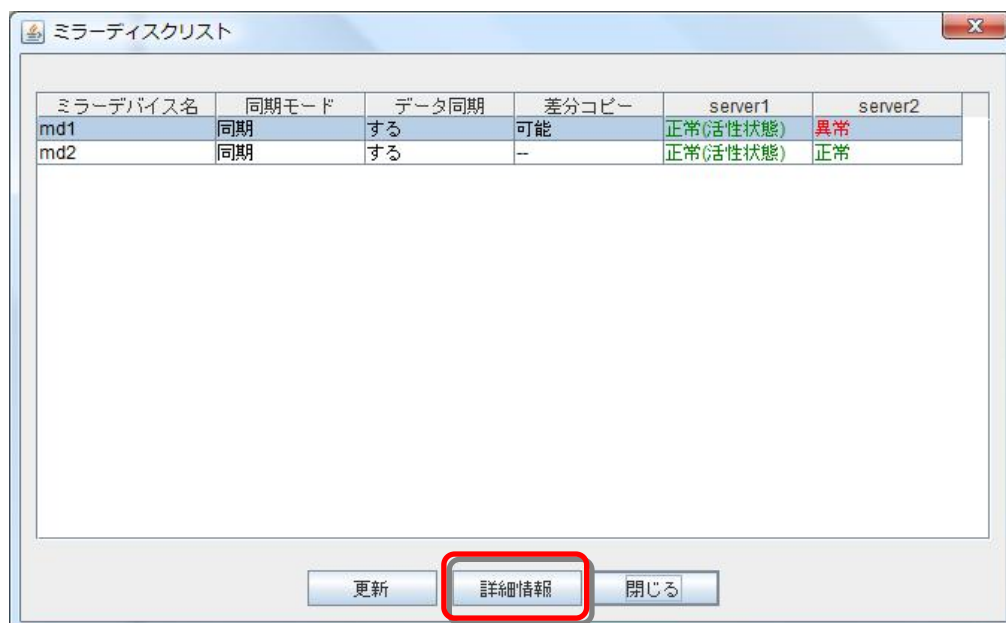 ミラーディスクリスト
ミラーデバイス名 同期モード データ同期 差分コピー server1 server2
md1 同期 する 可能 正常(活性状態) 異常
md2 同期 する -- 正常(活性状態) 正常
更新 詳細情報 閉じる